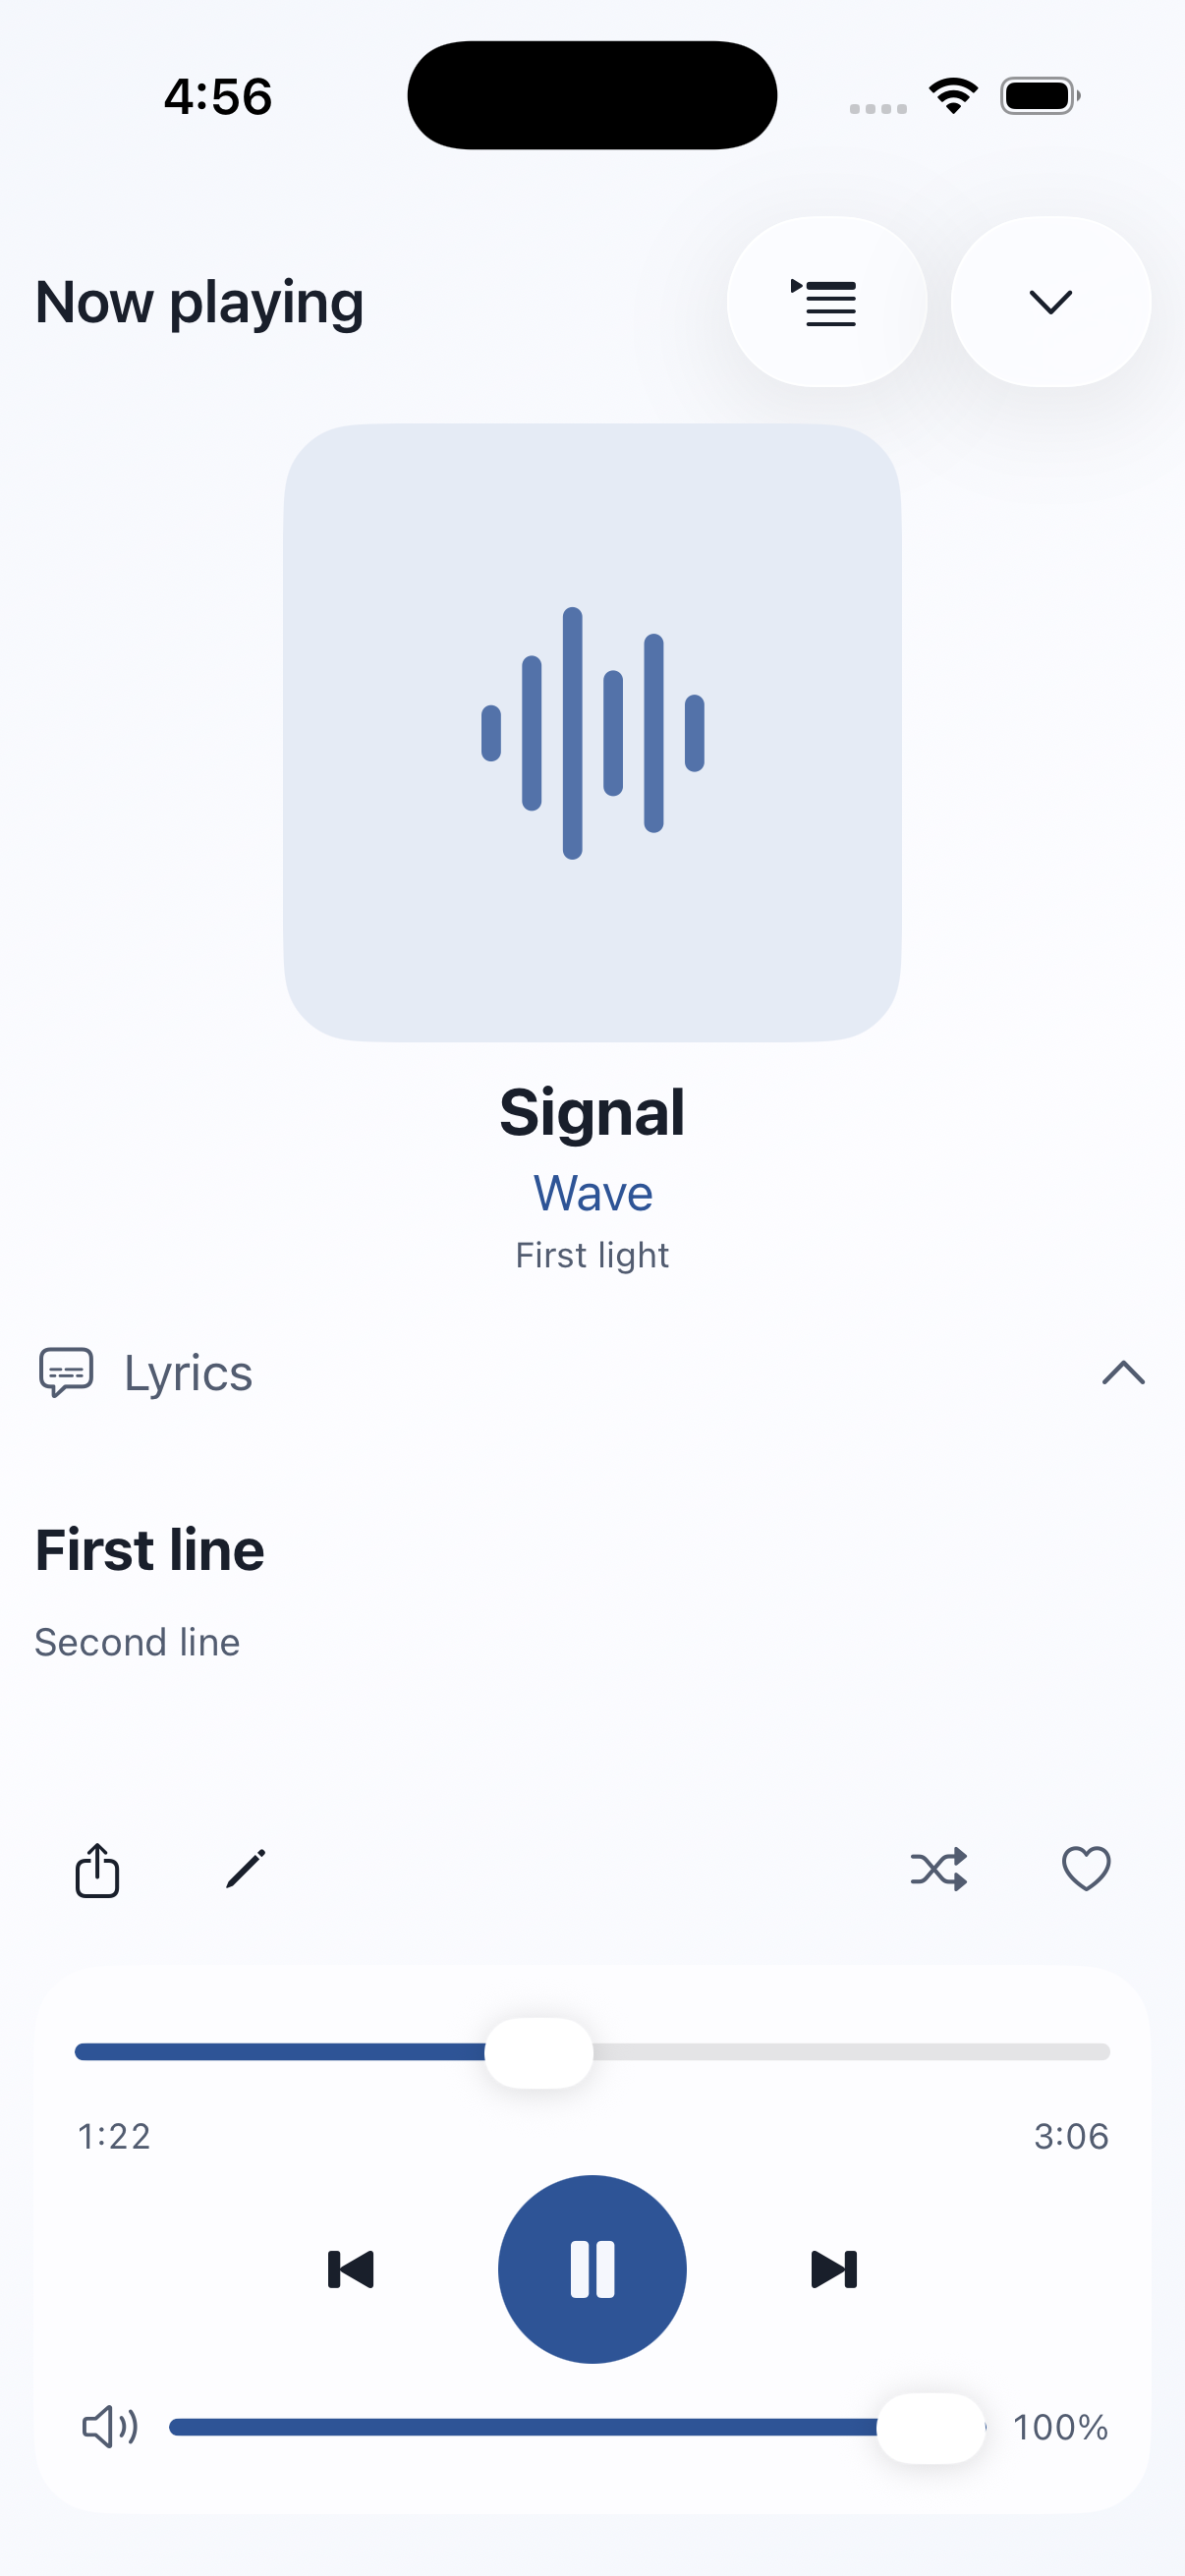 4:56
Now playing
Signal
Wave
First light
Lyrics
First line
Second line
1:22
3:06
100%